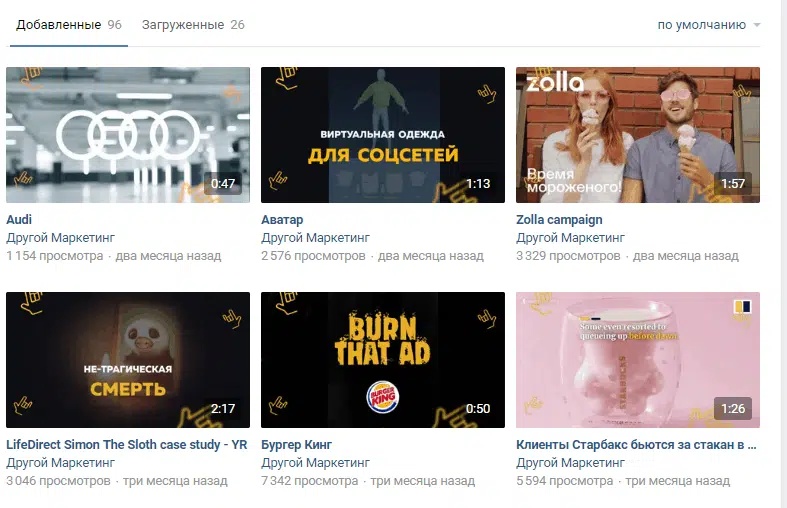 Добавленные 96 Загруженные 26 по умолчанию
zolla
ВИРТУАЛЬНАЯ ОДЕЖДА
ДЛЯ СОЦСЕТЕЙ
Время
мороженого!
0:47 1:13 1:57
Audi Аватар Zolla campaign
Другой Маркетинг Другой Маркетинг Другой Маркетинг
1 154 просмотра · два месяца назад 2 576 просмотров · два месяца назад 3 329 просмотров · два месяца назад
Some even resorted to
queueing up before dawn
BURN
THAT AD
НЕ-ТРАГИЧЕСКАЯ
СМЕРТЬ
BURGER
KING
STARBUCKS
2:17 0:50 1:26
LifeDirect Simon The Sloth case study - YR Бургер Кинг Клиенты Старбакс бьются за стакан в ...
Другой Маркетинг Другой Маркетинг Другой Маркетинг
3 046 просмотров · три месяца назад 7 342 просмотра · три месяца назад 5 594 просмотра · три месяца назад